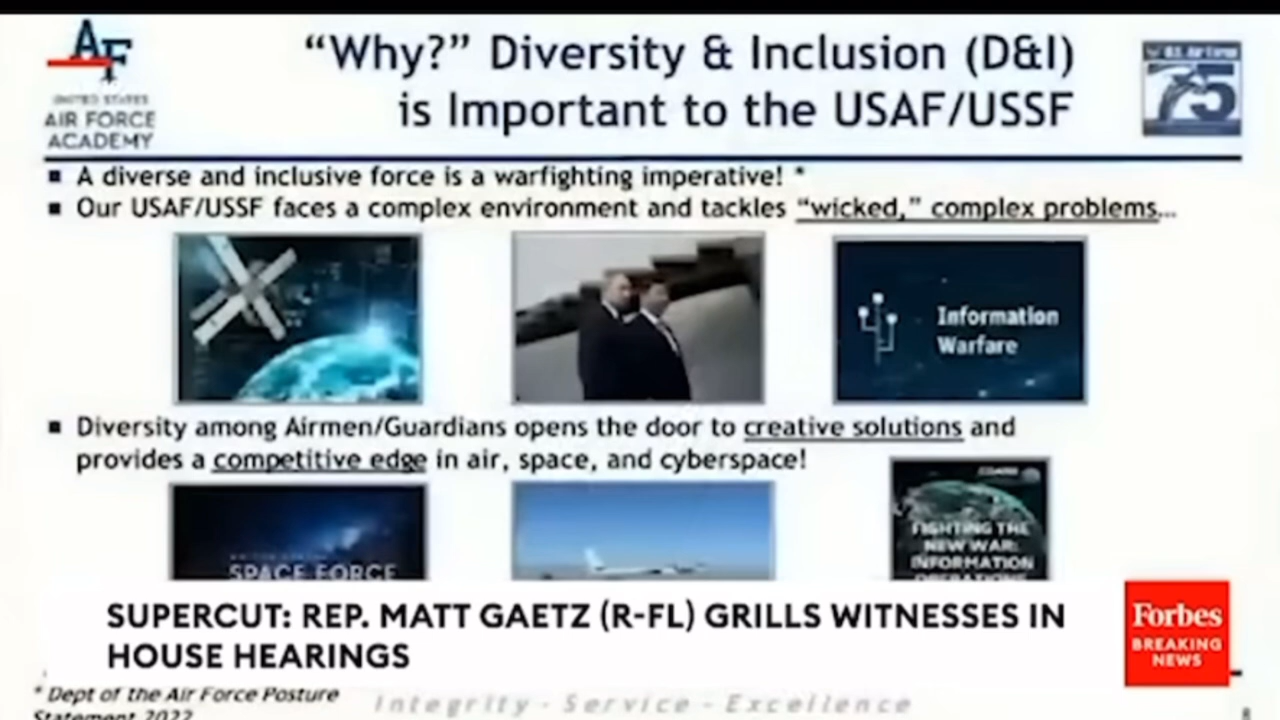 AF
UNITED STATES
AIR FORCE
ACADEMY
“Why?” Diversity & Inclusion (D&I)
is Important to the USAF/USSF
75
▪ A diverse and inclusive force is a warfighting imperative! *
▪ Our USAF/USSF faces a complex environment and tackles “wicked,” complex problems...
Information
Warfare
▪ Diversity among Airmen/Guardians opens the door to creative solutions and
provides a competitive edge in air, space, and cyberspace!
SPACE FORCE
FIGHTING THE
NEW WAR:
INFORMATION
OPERATIONS
SUPERCUT: REP. MATT GAETZ (R-FL) GRILLS WITNESSES IN
HOUSE HEARINGS
Forbes
BREAKING
NEWS
* Dept of the Air Force Posture
Statement 2022
Integrity - Service - Excellence